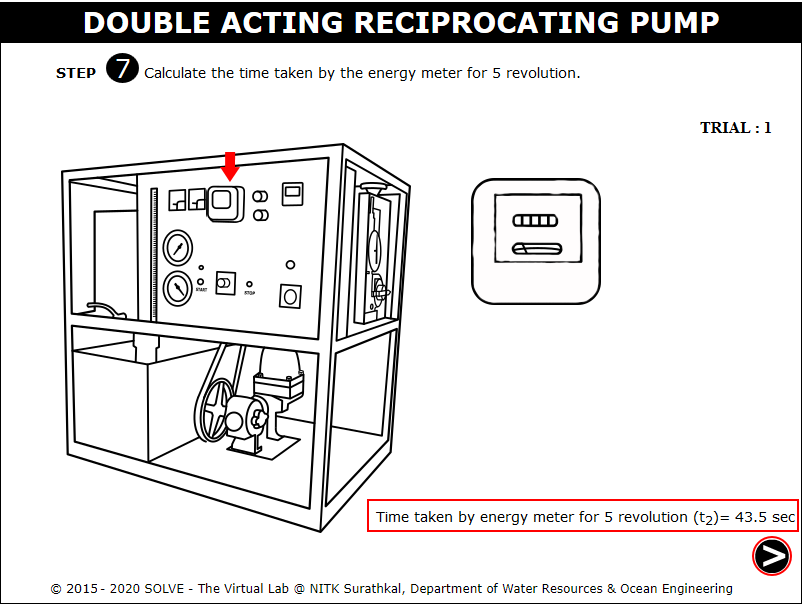 DOUBLE ACTING RECIPROCATING PUMP
STEP 7 Calculate the time taken by the energy meter for 5 revolution.
TRIAL : 1
START
STOP
Time taken by energy meter for 5 revolution (t2)= 43.5 sec
>
© 2015 - 2020 SOLVE - The Virtual Lab @ NITK Surathkal, Department of Water Resources & Ocean Engineering